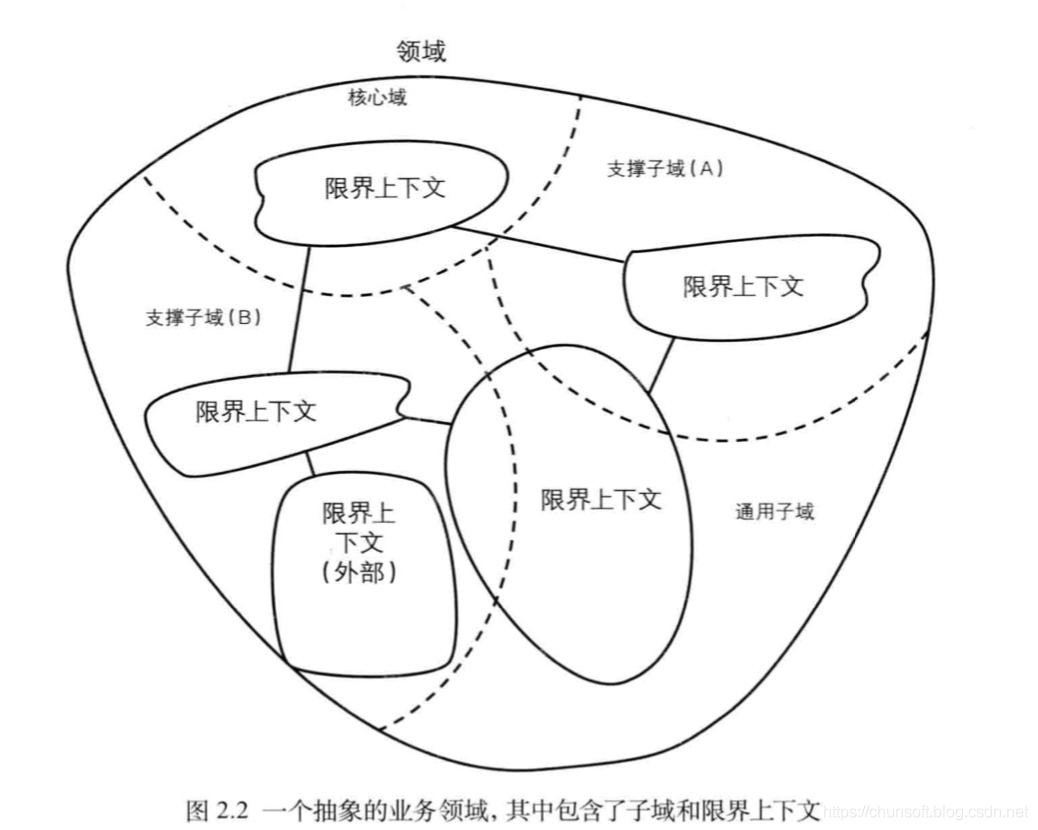 领域
核心域
支撑子域(A)
限界上下文
限界上下文
支撑子域(B)
限界上下文
限界上
下文
(外部)
限界上下文
通用子域
图 2.2 一个抽象的业务领域,其中包含了子域和限界上下文
https://chunsoft.blog.csdn.net